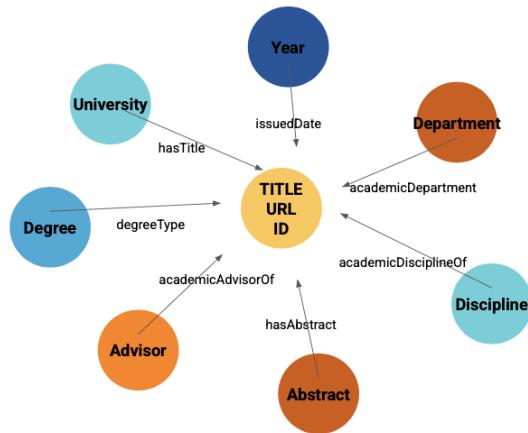 Year
University
issuedDate
Department
hasTitle
TITLE
URL
ID
academicDepartment
Degree
degreeType
academicDisciplineOf
academicAdvisorOf
Discipline
hasAbstract
Advisor
Abstract